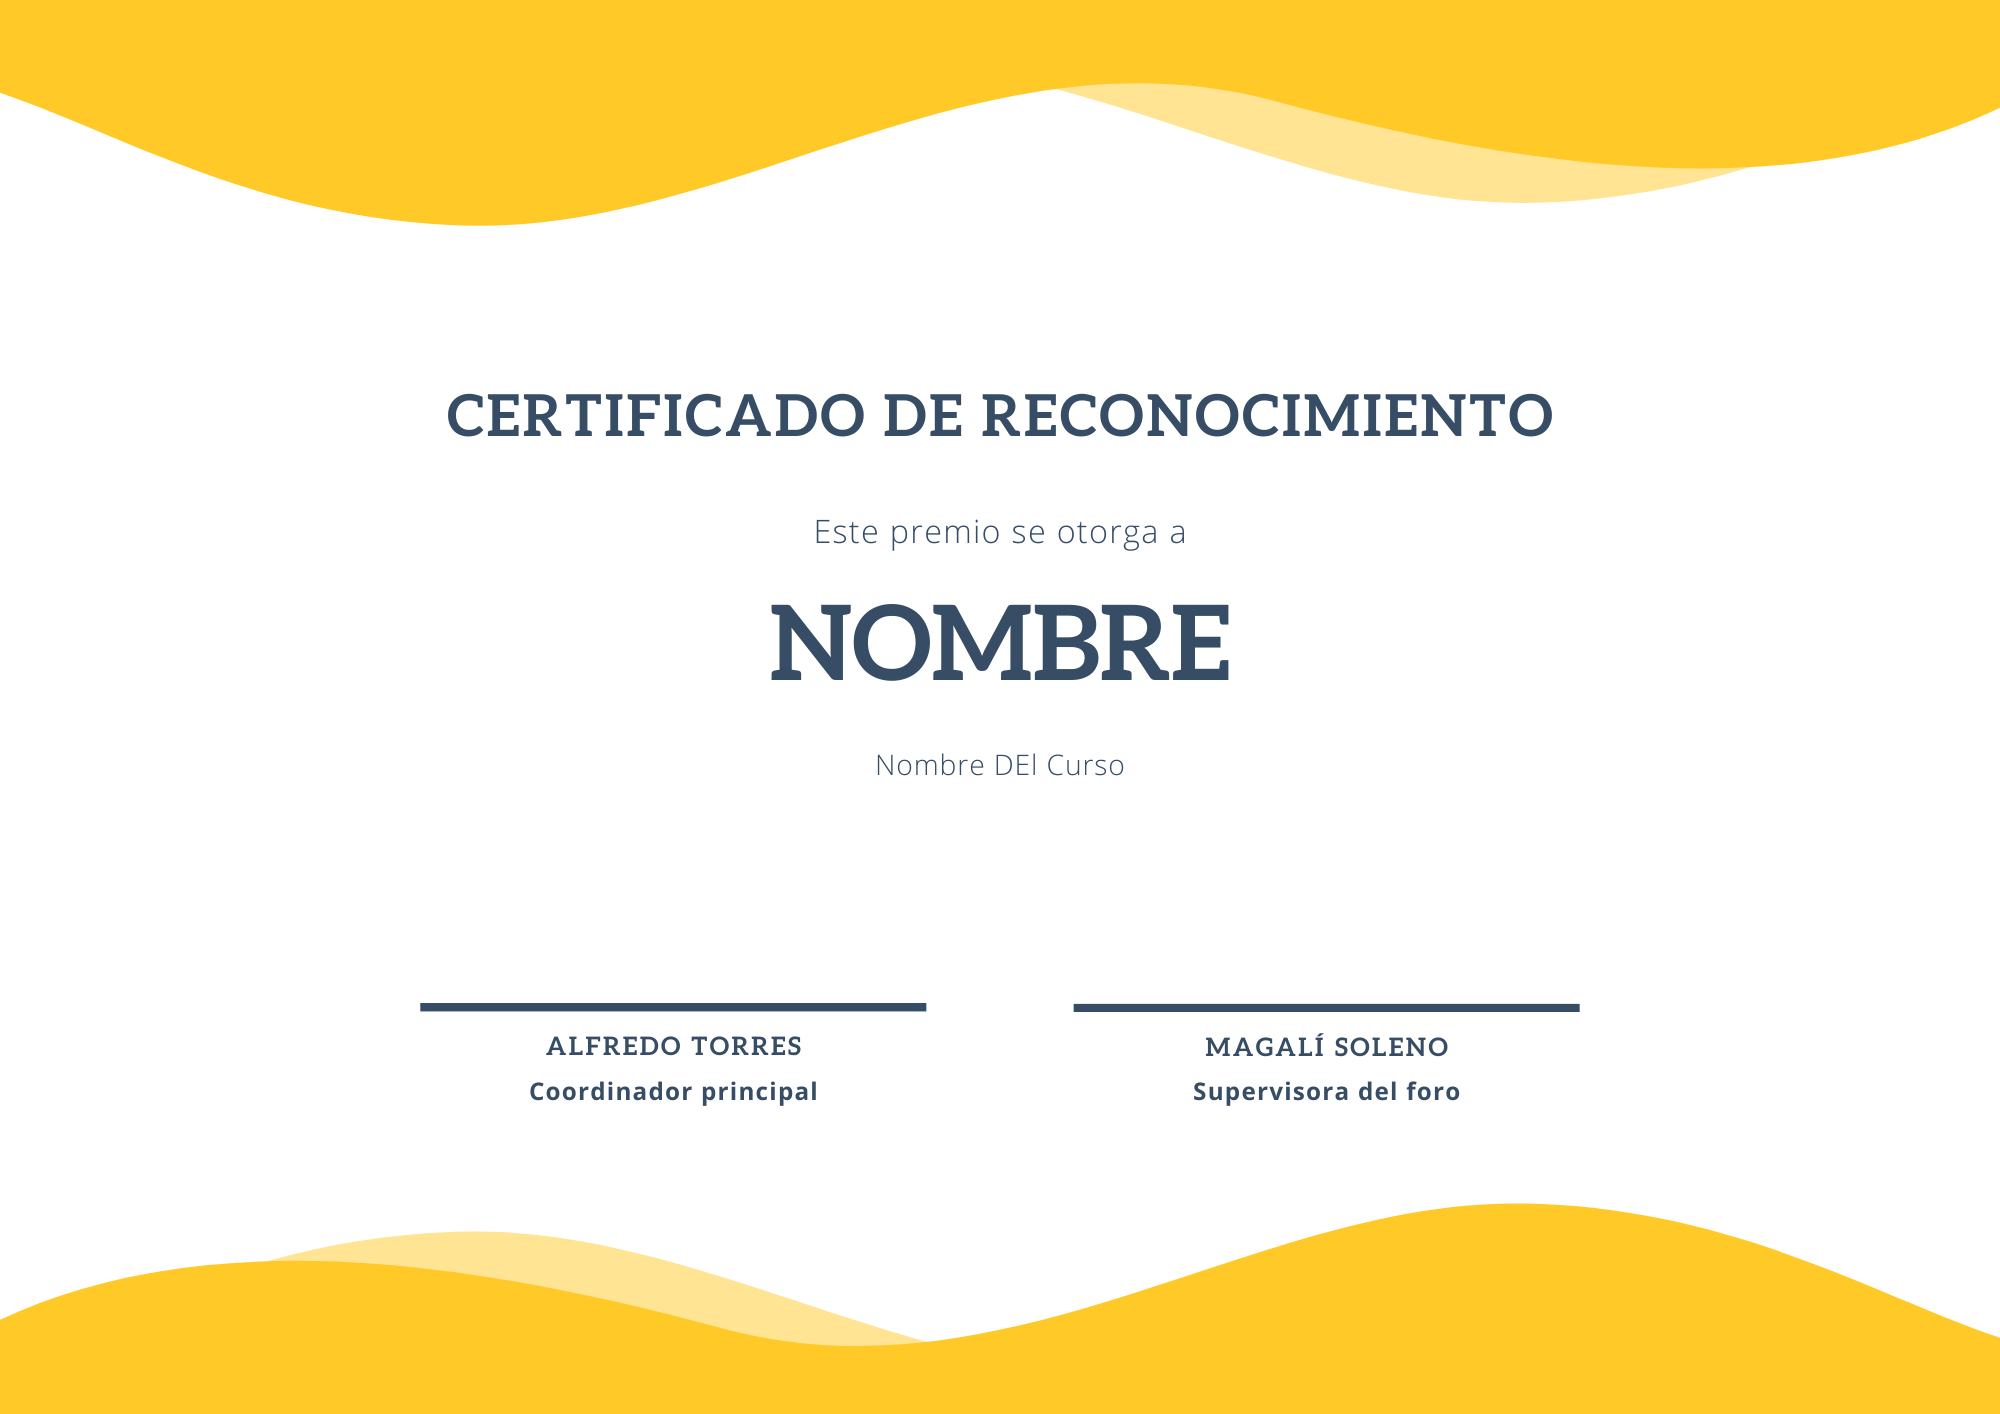 CERTIFICADO DE RECONOCIMIENTO
Este premio se otorga a
NOMBRE
Nombre DEl Curso
ALFREDO TORRES
Coordinador principal
MAGALÍ SOLENO
Supervisora del foro